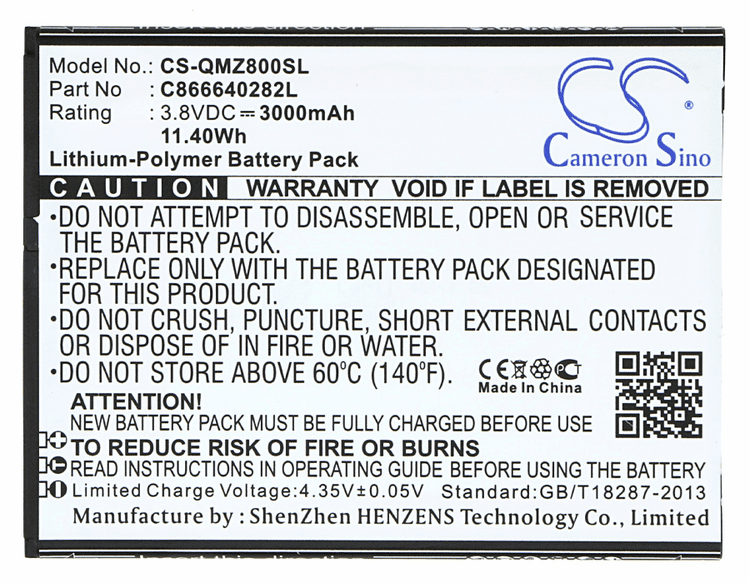 Model No.: CS-QMZ800SL
Part No : C866640282L
Rating : 3.8VDC⎓3000mAh
11.40Wh
Lithium-Polymer Battery Pack
CS
®
Cameron Sino
CAUTION WARRANTY VOID IF LABEL IS REMOVED
•DO NOT ATTEMPT TO DISASSEMBLE, OPEN OR SERVICE
THE BATTERY PACK.
•REPLACE ONLY WITH THE BATTERY PACK DESIGNATED
FOR THIS PRODUCT.
•DO NOT CRUSH, PUNCTURE, SHORT EXTERNAL CONTACTS
OR DISPOSE OF IN FIRE OR WATER.
•DO NOT STORE ABOVE 60°C (140°F).
CE
Made In China
ATTENTION!
NEW BATTERY PACK MUST BE FULLY CHARGED BEFORE USE
TO REDUCE RISK OF FIRE OR BURNS
READ INSTRUCTIONS IN OPERATING GUIDE BEFORE USING THE BATTERY
Limited Charge Voltage: 4.35V±0.05V Standard:GB/T18287-2013
Manufacture by : ShenZhen HENZENS Technology Co., Limited
Insert this direction